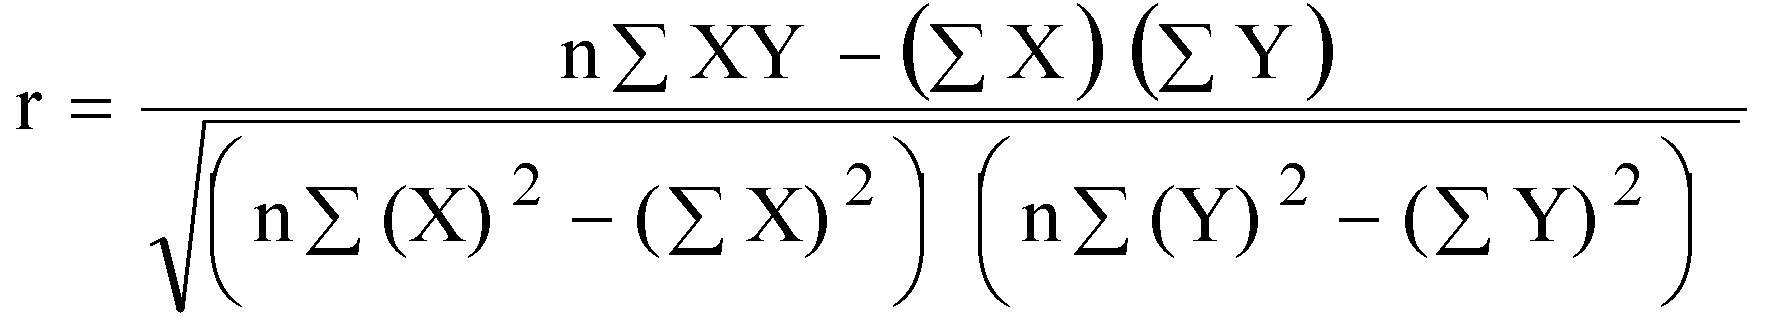 n∑ XY − (∑ X) (∑ Y)
r =
√(n∑ (X)² − (∑ X)²) (n∑ (Y)² − (∑ Y)²)